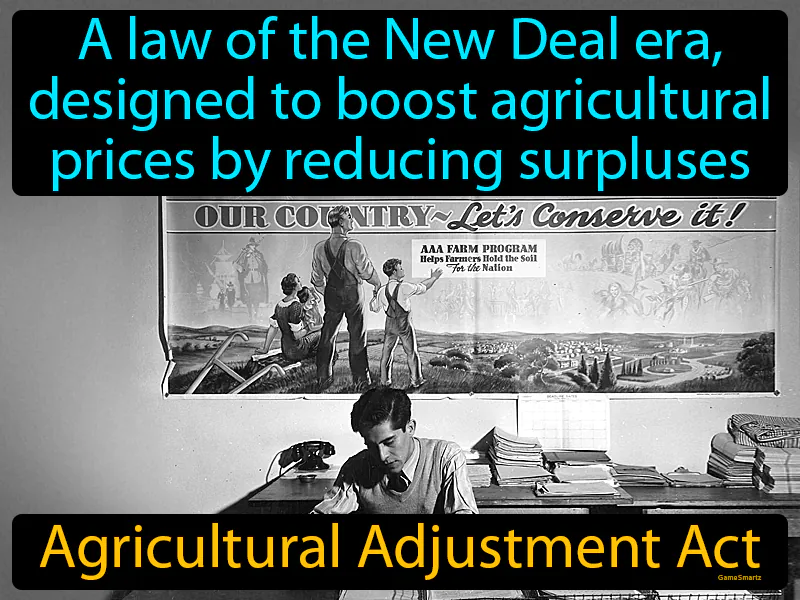 A law of the New Deal era,
designed to boost agricultural
prices by reducing surpluses
OUR COUNTRY~Let's Conserve it!
AAA FARM PROGRAM
Helps Farmers Hold the Soil
For the Nation
Agricultural Adjustment Act
GameSmartz